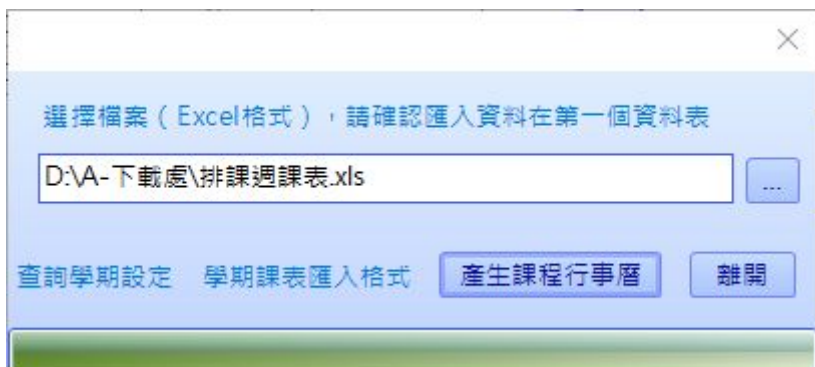 選擇檔案（Excel格式），請確認匯入資料在第一個資料表
D:\A-下載處\排課週課表.xls
...
查詢學期設定 學期課表匯入格式 產生課程行事曆 離開